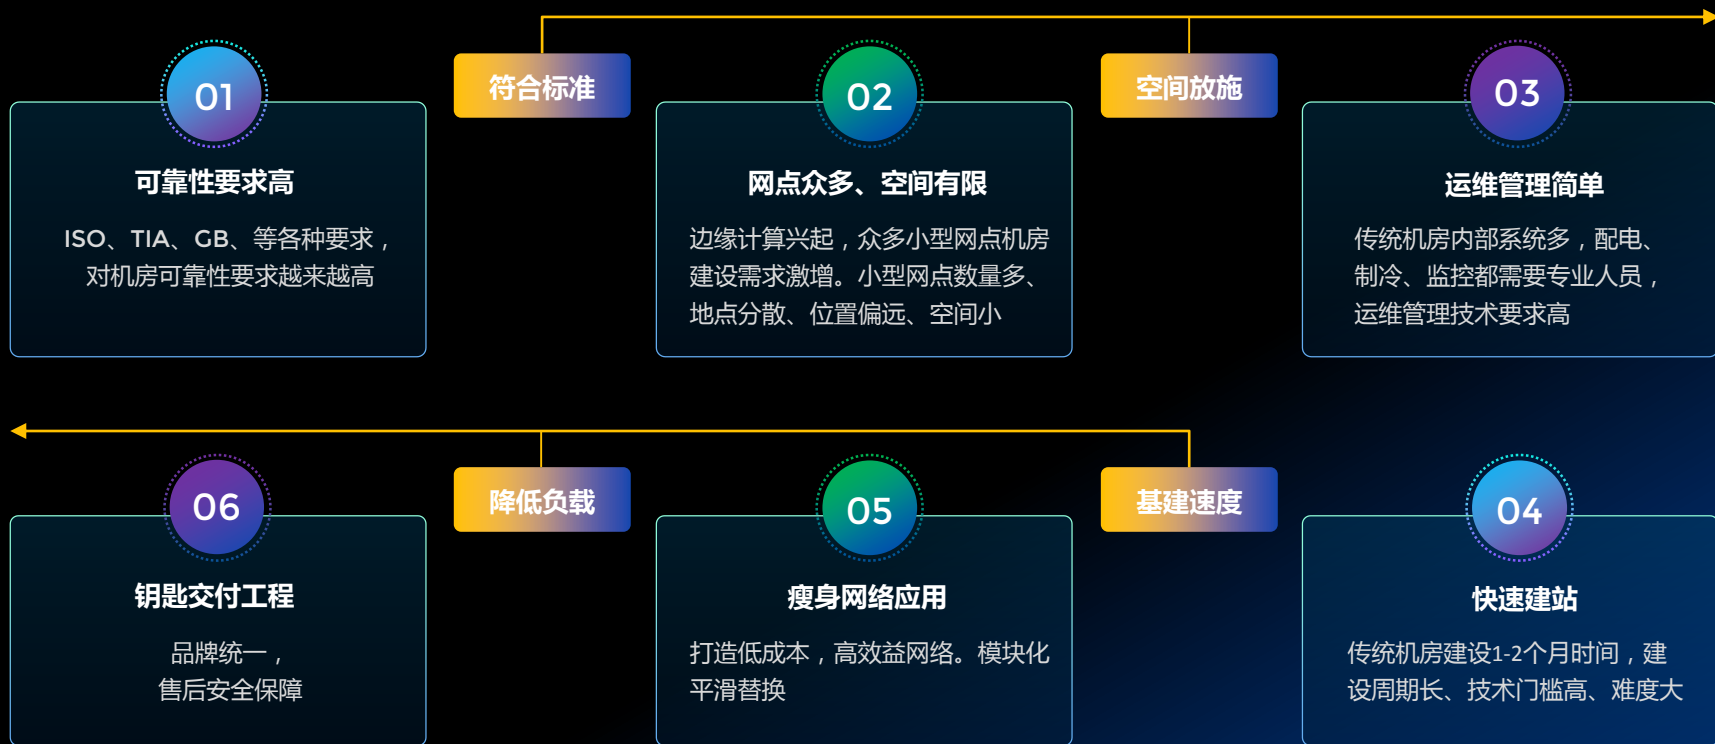 01
可靠性要求高
ISO、TIA、GB、等各种要求，
对机房可靠性要求越来越高
符合标准
02
网点众多、空间有限
边缘计算兴起，众多小型网点机房
建设需求激增。小型网点数量多、
地点分散、位置偏远、空间小
空间放施
03
运维管理简单
传统机房内部系统多，配电、
制冷、监控都需要专业人员，
运维管理技术要求高
04
快速建站
传统机房建设1-2个月时间，建
设周期长、技术门槛高、难度大
基建速度
05
瘦身网络应用
打造低成本，高效益网络。模块化
平滑替换
降低负载
06
钥匙交付工程
品牌统一，
售后安全保障